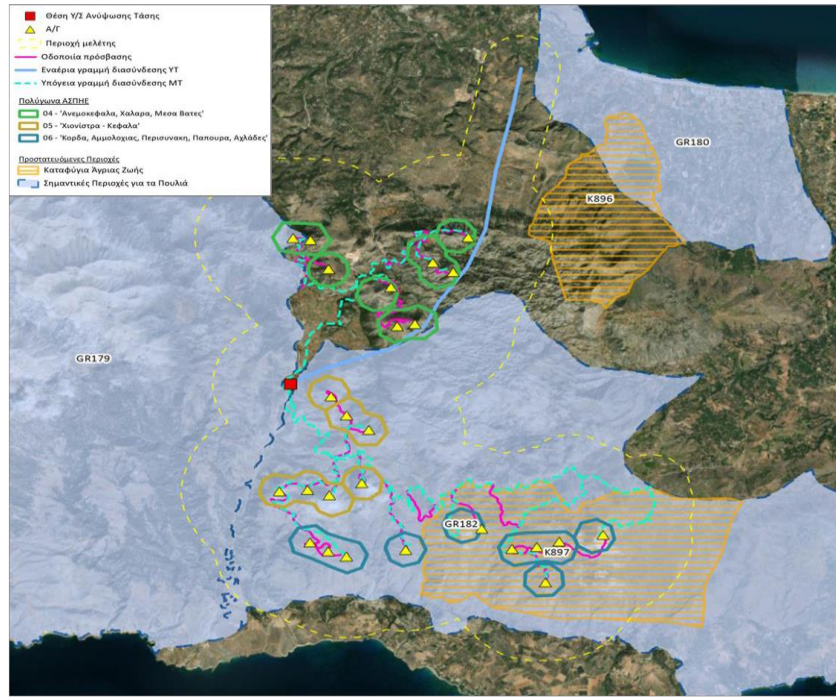 Θέση Υ/Σ Ανύψωσης Τάσης
Α/Γ
Περιοχή μελέτης
Οδοποιία πρόσβασης
Εναέρια γραμμή διασύνδεσης ΥΤ
Υπόγεια γραμμή διασύνδεσης ΜΤ
Πολύγωνα ΑΣΠΗΕ
04 - 'Ανεμοκεφαλα, Χαλαρα, Μεσα Βατες'
05 - 'Χιονίστρα - Κεφαλα'
06 - 'Κορδα, Αμμολοχιας, Περισυνακη, Παπουρα, Αχλάδες'
Προστατευόμενες Περιοχές
Καταφύγια Άγριας Ζωής
Σημαντικές Περιοχές για τα Πουλιά
GR180
K896
GR179
GR182
K897